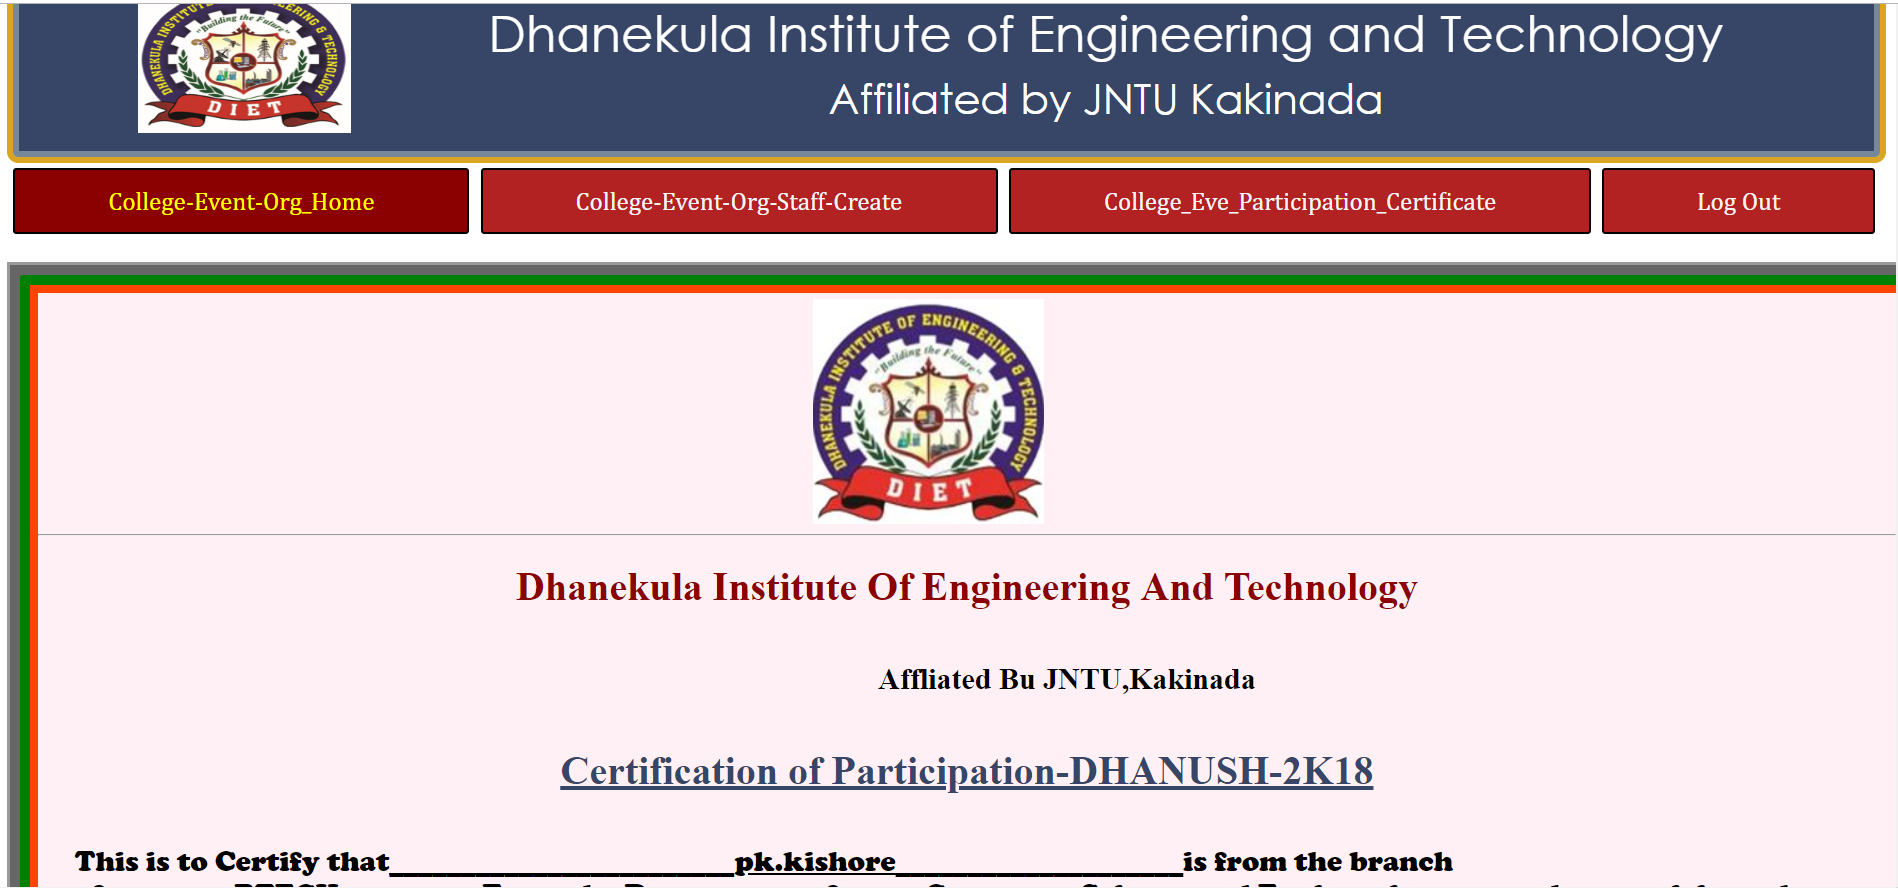 DHANEKULA INSTITUTE OF ENGINEERING & TECHNOLOGY
"Building the Future"
DIET
Dhanekula Institute of Engineering and Technology
Affiliated by JNTU Kakinada
College-Event-Org_Home
College-Event-Org-Staff-Create
College_Eve_Participation_Certificate
Log Out
DHANEKULA INSTITUTE OF ENGINEERING & TECHNOLOGY
"Building the Future"
DIET
Dhanekula Institute Of Engineering And Technology
Affliated Bu JNTU,Kakinada
Certification of Participation-DHANUSH-2K18
This is to Certify that_______________________pk.kishore___________________is from the branch